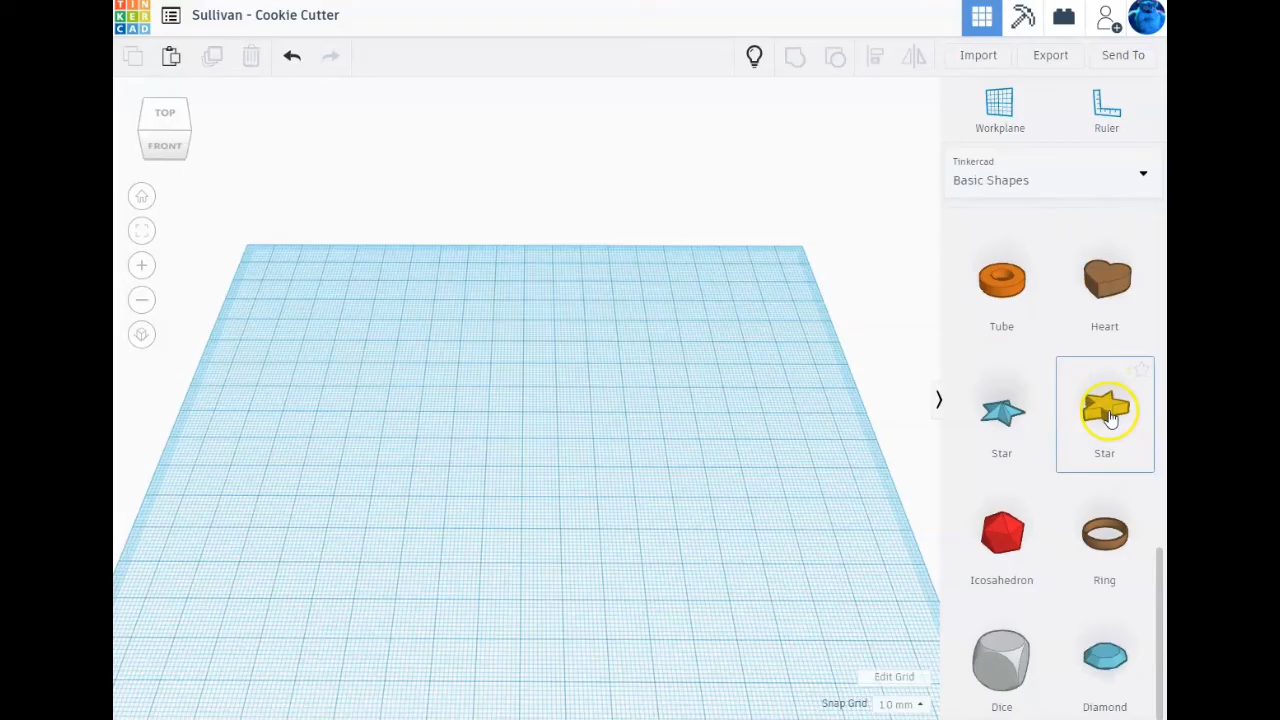 TIN
KER
CAD
Sullivan - Cookie Cutter
Import
Export
Send To
TOP
FRONT
Workplane
Ruler
Tinkercad
Basic Shapes
Tube
Heart
Star
Star
Icosahedron
Ring
Dice
Diamond
Edit Grid
Snap Grid
1.0 mm